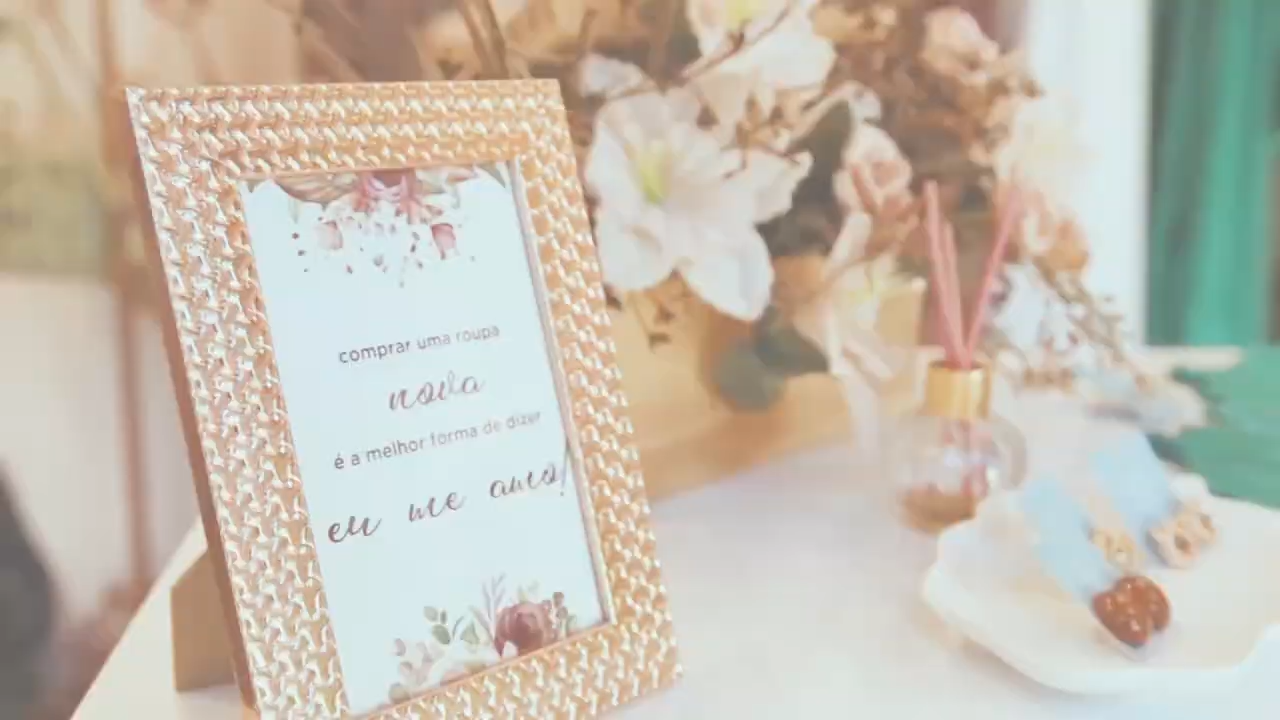 comprar uma roupa
nova
é a melhor forma de dizer
eu me amo!